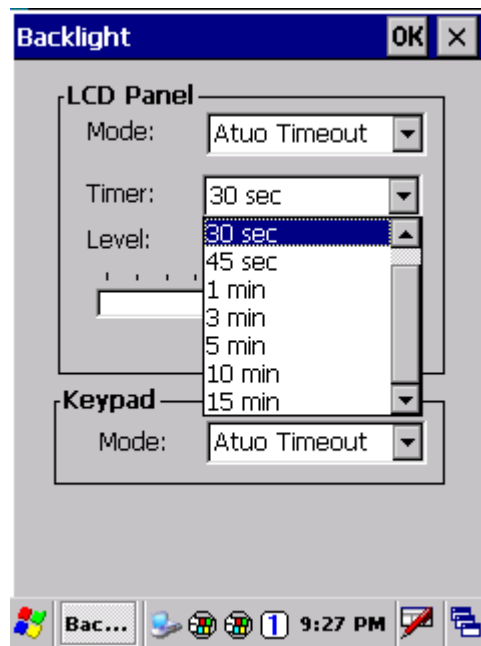 Backlight OK ×
LCD Panel
Mode: Atuo Timeout
Timer: 30 sec
Level: 30 sec
45 sec
1 min
3 min
5 min
10 min
Keypad 15 min
Mode: Atuo Timeout
Bac... 1 9:27 PM